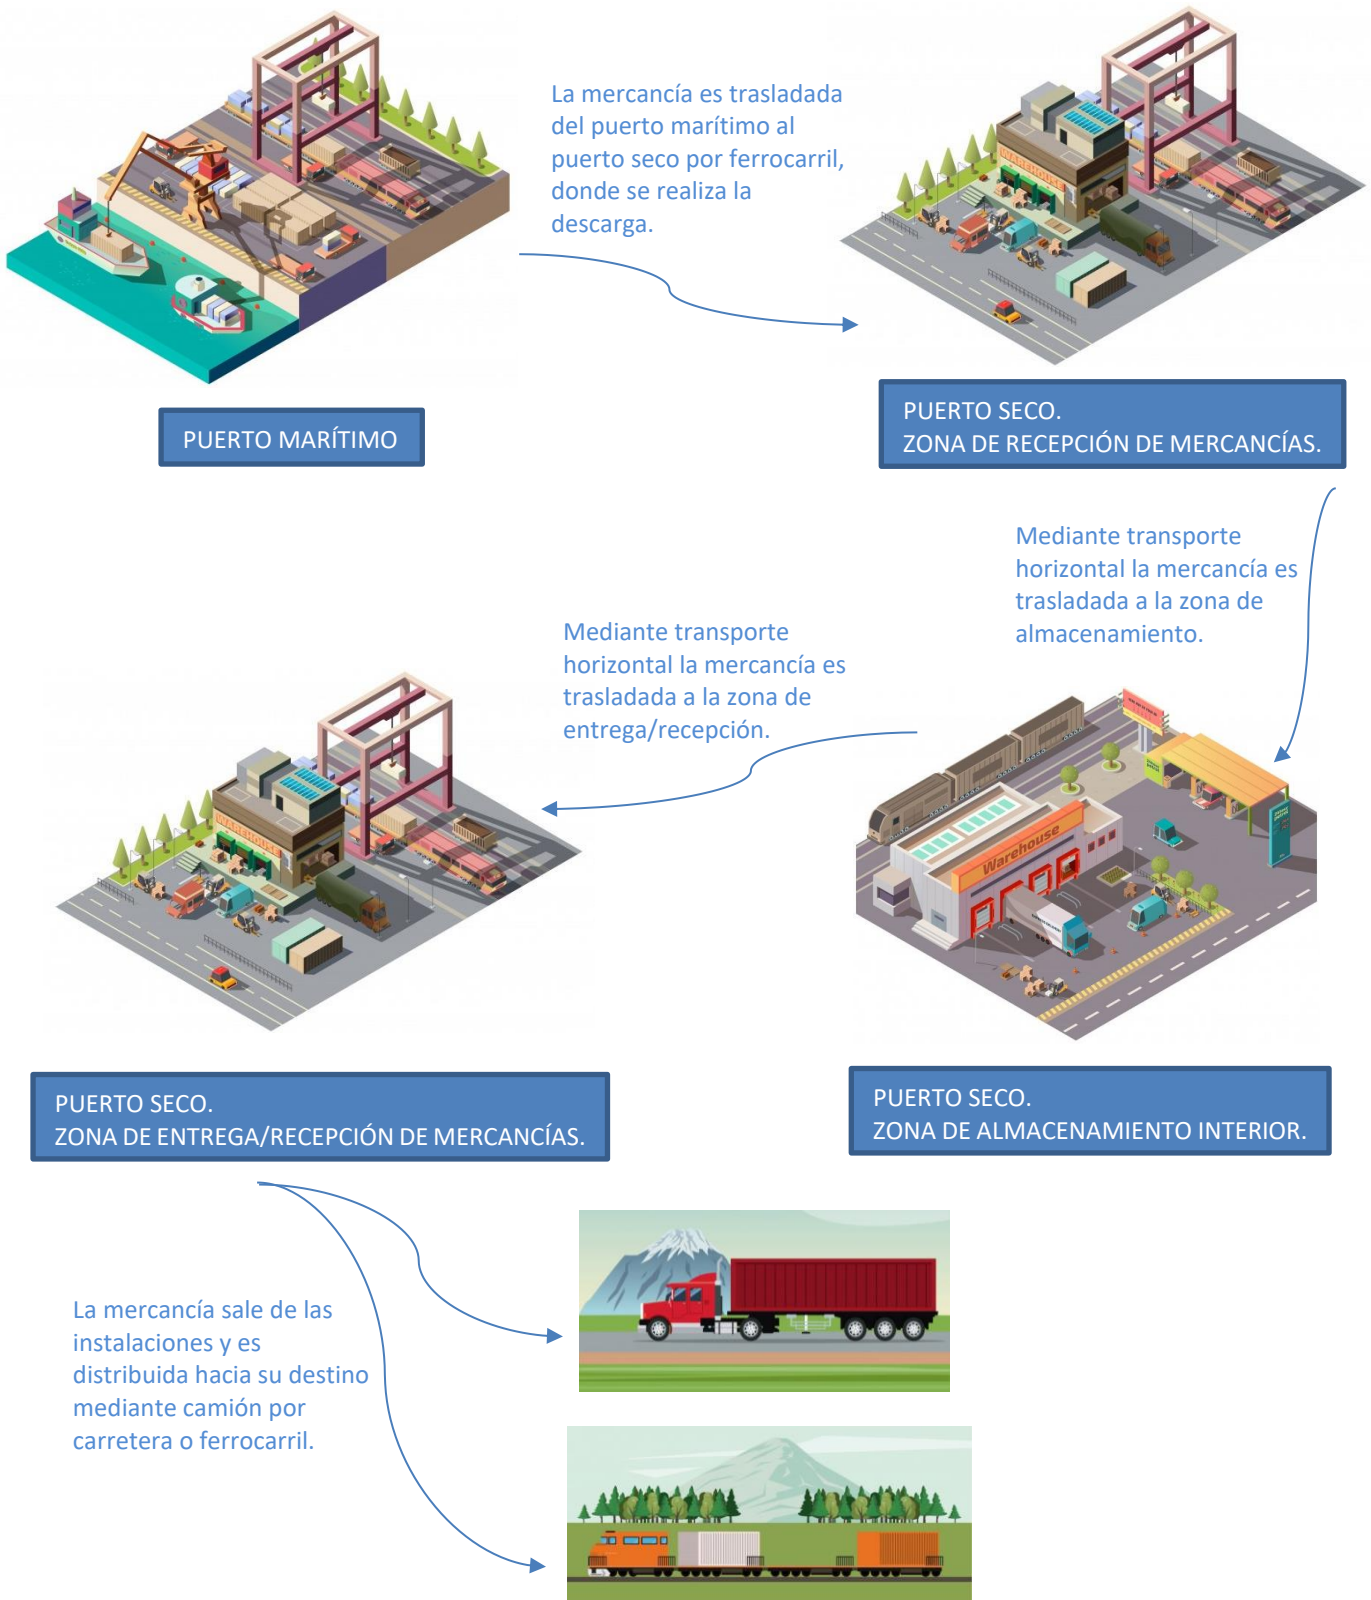 La mercancía es trasladada
del puerto marítimo al
puerto seco por ferrocarril,
donde se realiza la
descarga.
WAREHOUSE
PUERTO MARÍTIMO
PUERTO SECO.
ZONA DE RECEPCIÓN DE MERCANCÍAS.
Mediante transporte
horizontal la mercancía es
trasladada a la zona de
almacenamiento.
Mediante transporte
horizontal la mercancía es
trasladada a la zona de
entrega/recepción.
WAREHOUSE
Warehouse
PUERTO SECO.
ZONA DE ENTREGA/RECEPCIÓN DE MERCANCÍAS.
PUERTO SECO.
ZONA DE ALMACENAMIENTO INTERIOR.
La mercancía sale de las
instalaciones y es
distribuida hacia su destino
mediante camión por
carretera o ferrocarril.